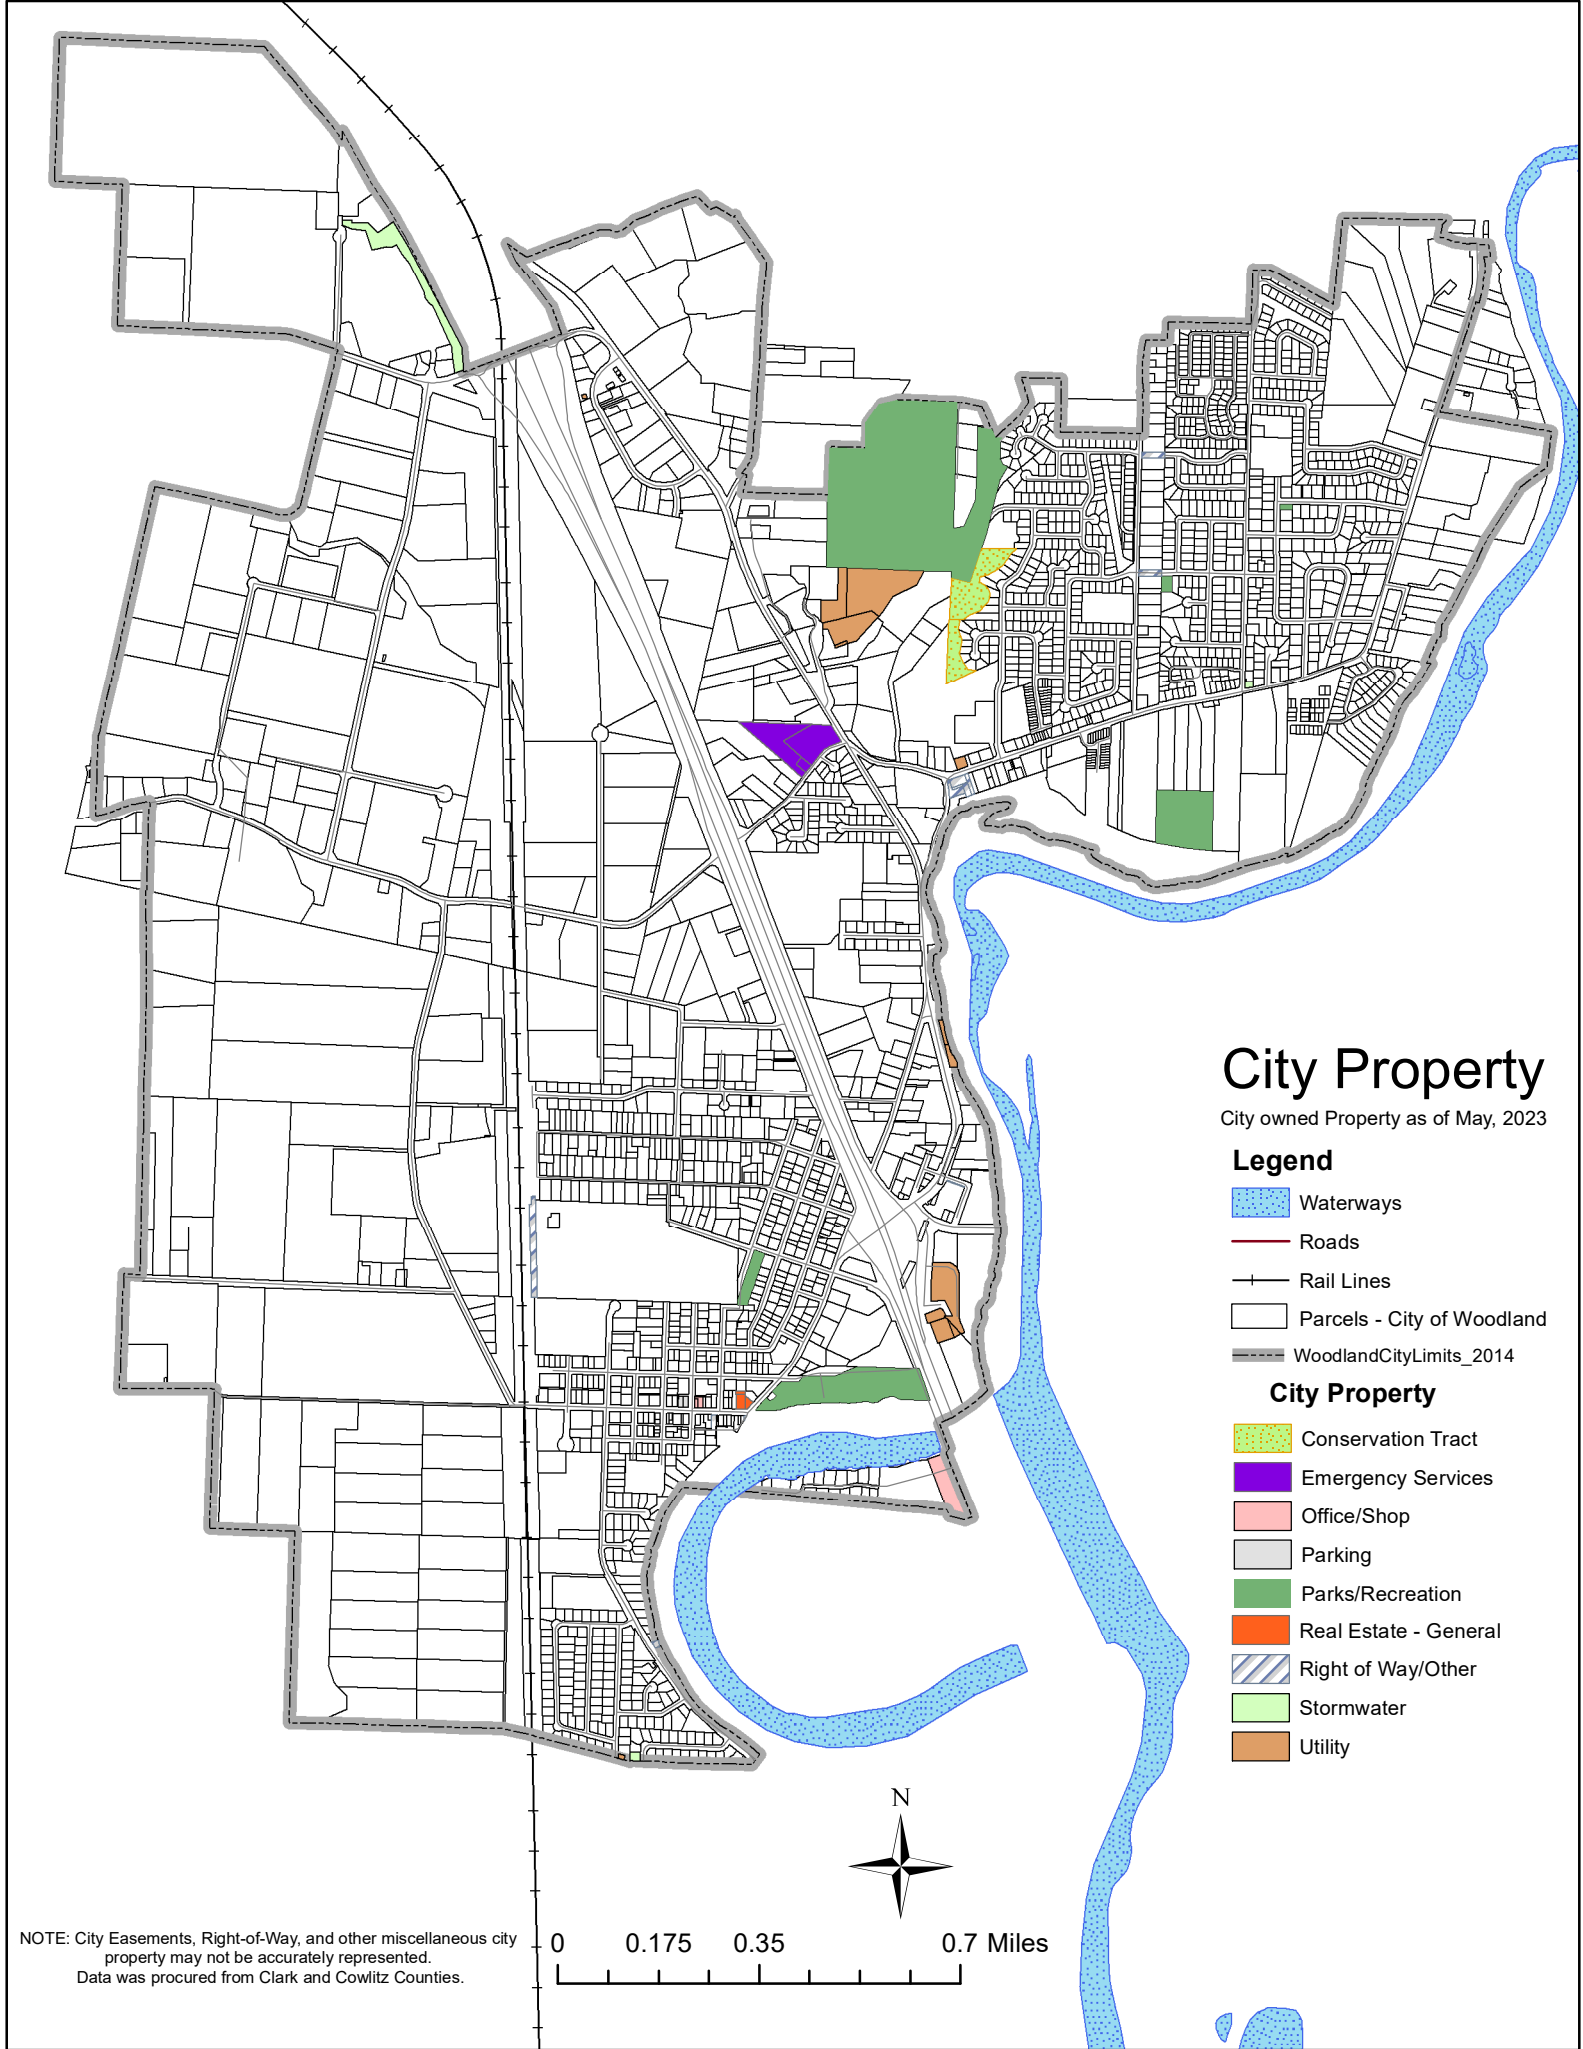 City Property
City owned Property as of May, 2023
Legend
Waterways
Roads
Rail Lines
Parcels - City of Woodland
WoodlandCityLimits_2014
City Property
Conservation Tract
Emergency Services
Office/Shop
Parking
Parks/Recreation
Real Estate - General
Right of Way/Other
Stormwater
Utility
N
NOTE: City Easements, Right-of-Way, and other miscellaneous city
property may not be accurately represented.
Data was procured from Clark and Cowlitz Counties.
0 0.175 0.35 0.7 Miles